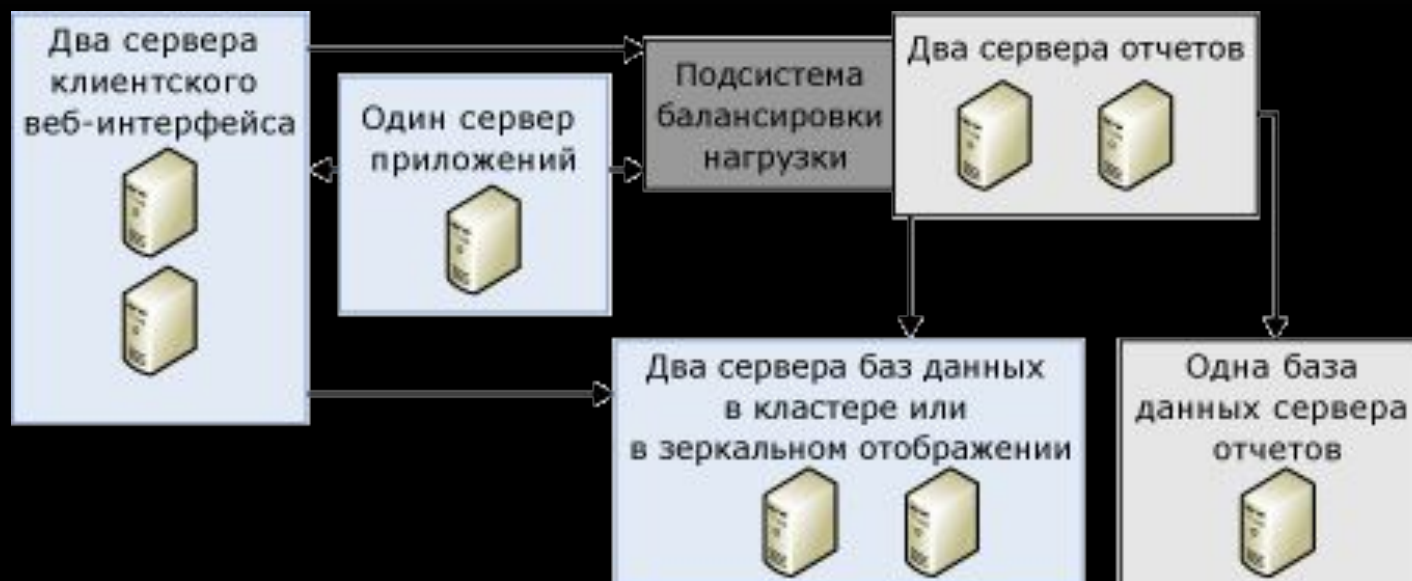 Два сервера
клиентского
веб-интерфейса
Один сервер
приложений
Подсистема
балансировки
нагрузки
Два сервера отчетов
Два сервера баз данных
в кластере или
в зеркальном отображении
Одна база
данных сервера
отчетов